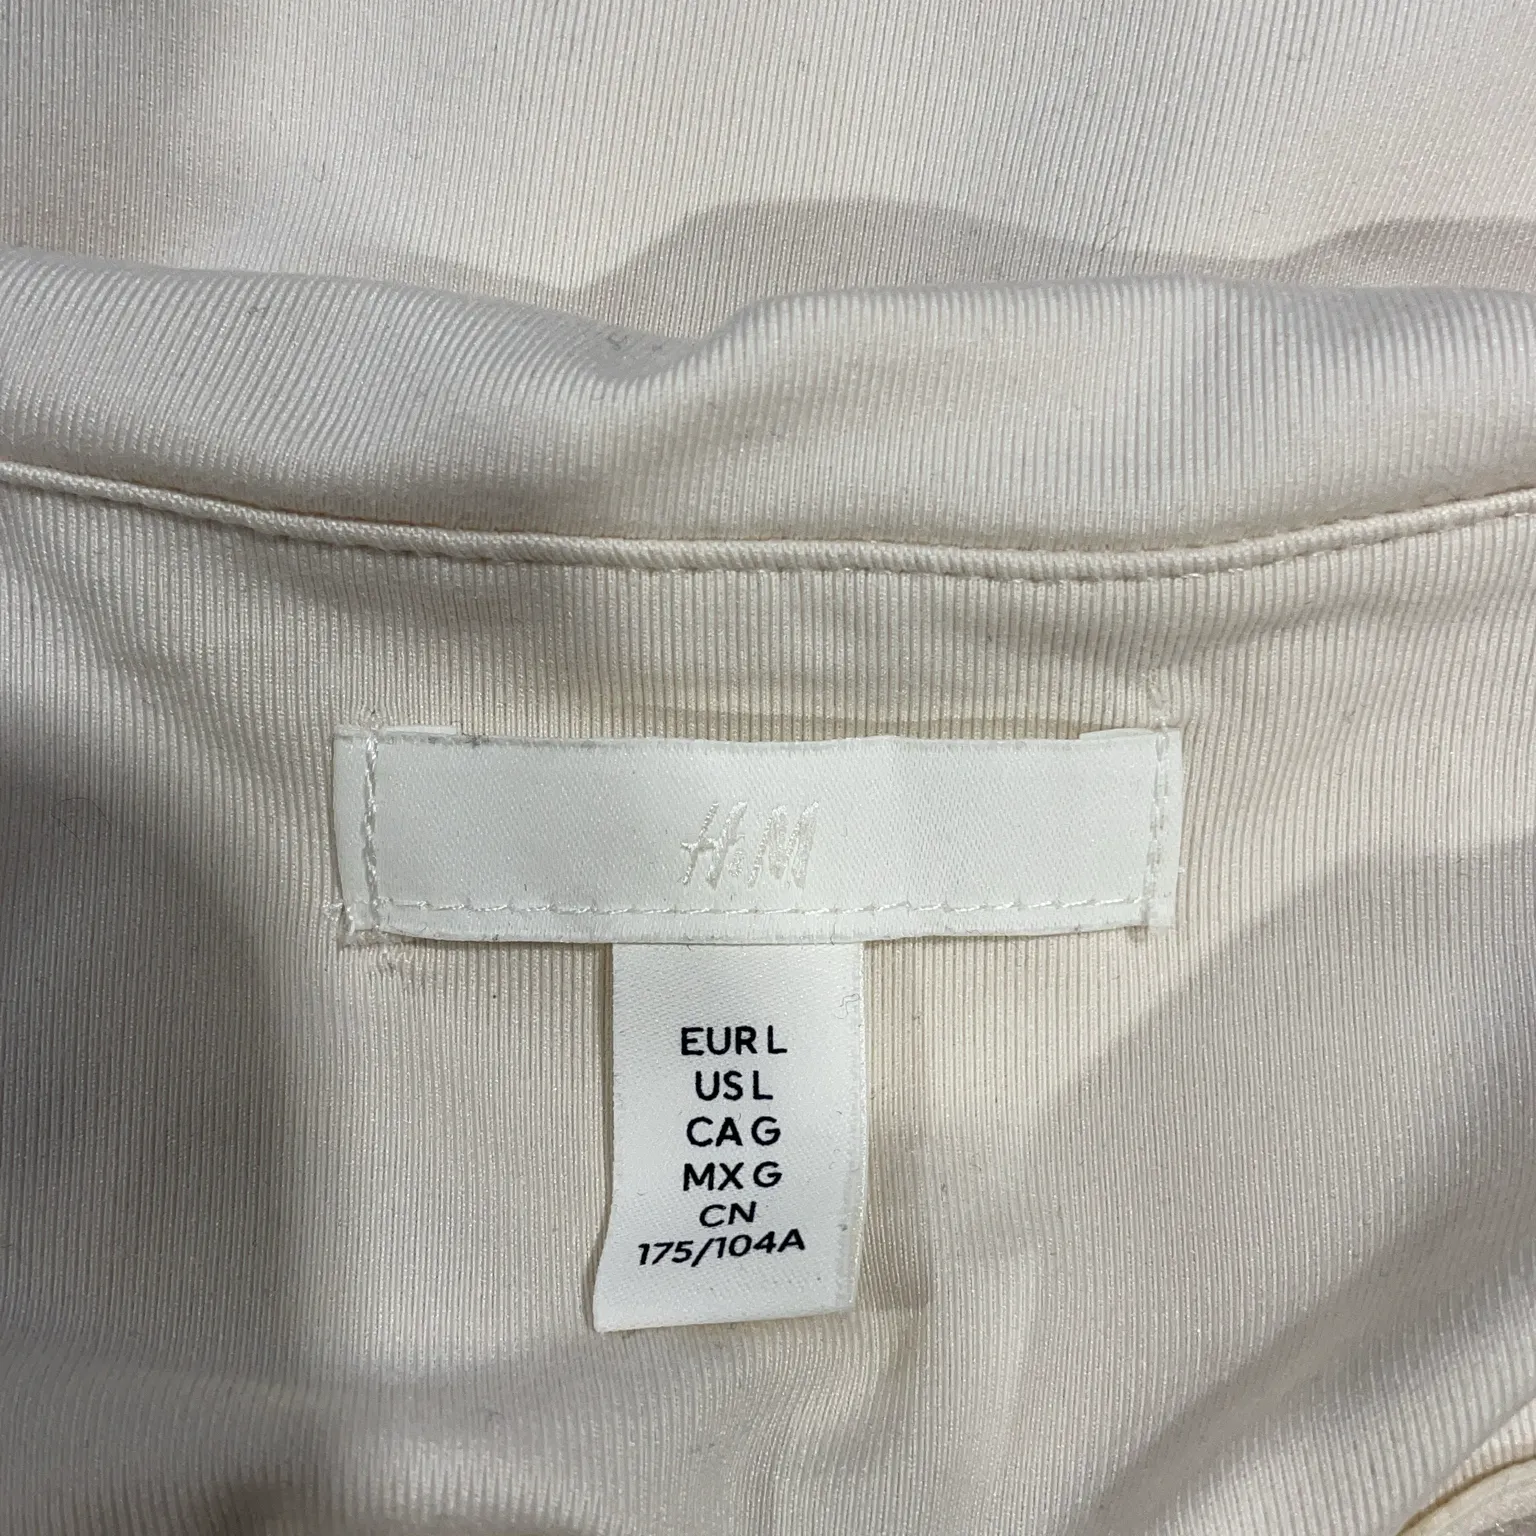 H&M
EUR L
US L
CA G
MX G
CN
175/104A